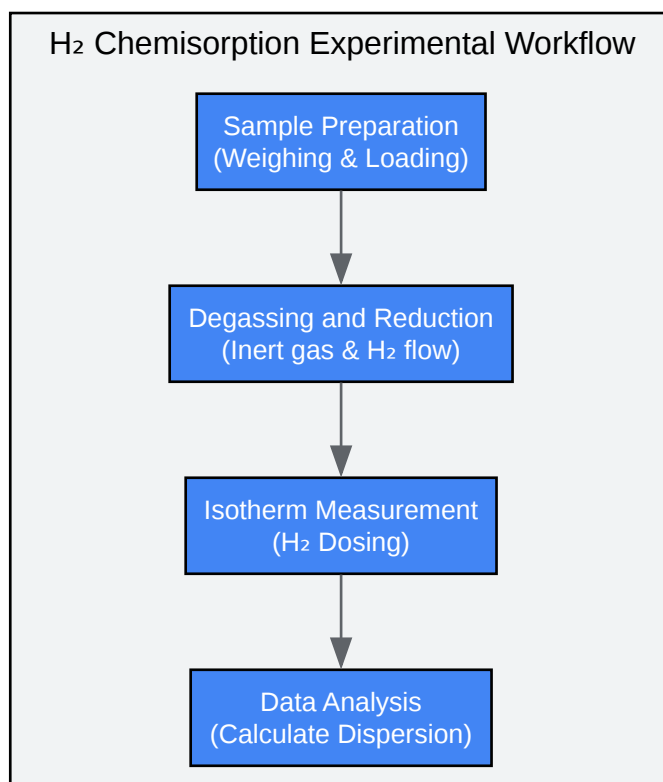 H₂ Chemisorption Experimental Workflow
Sample Preparation
(Weighing & Loading)
Degassing and Reduction
(Inert gas & H₂ flow)
Isotherm Measurement
(H₂ Dosing)
Data Analysis
(Calculate Dispersion)